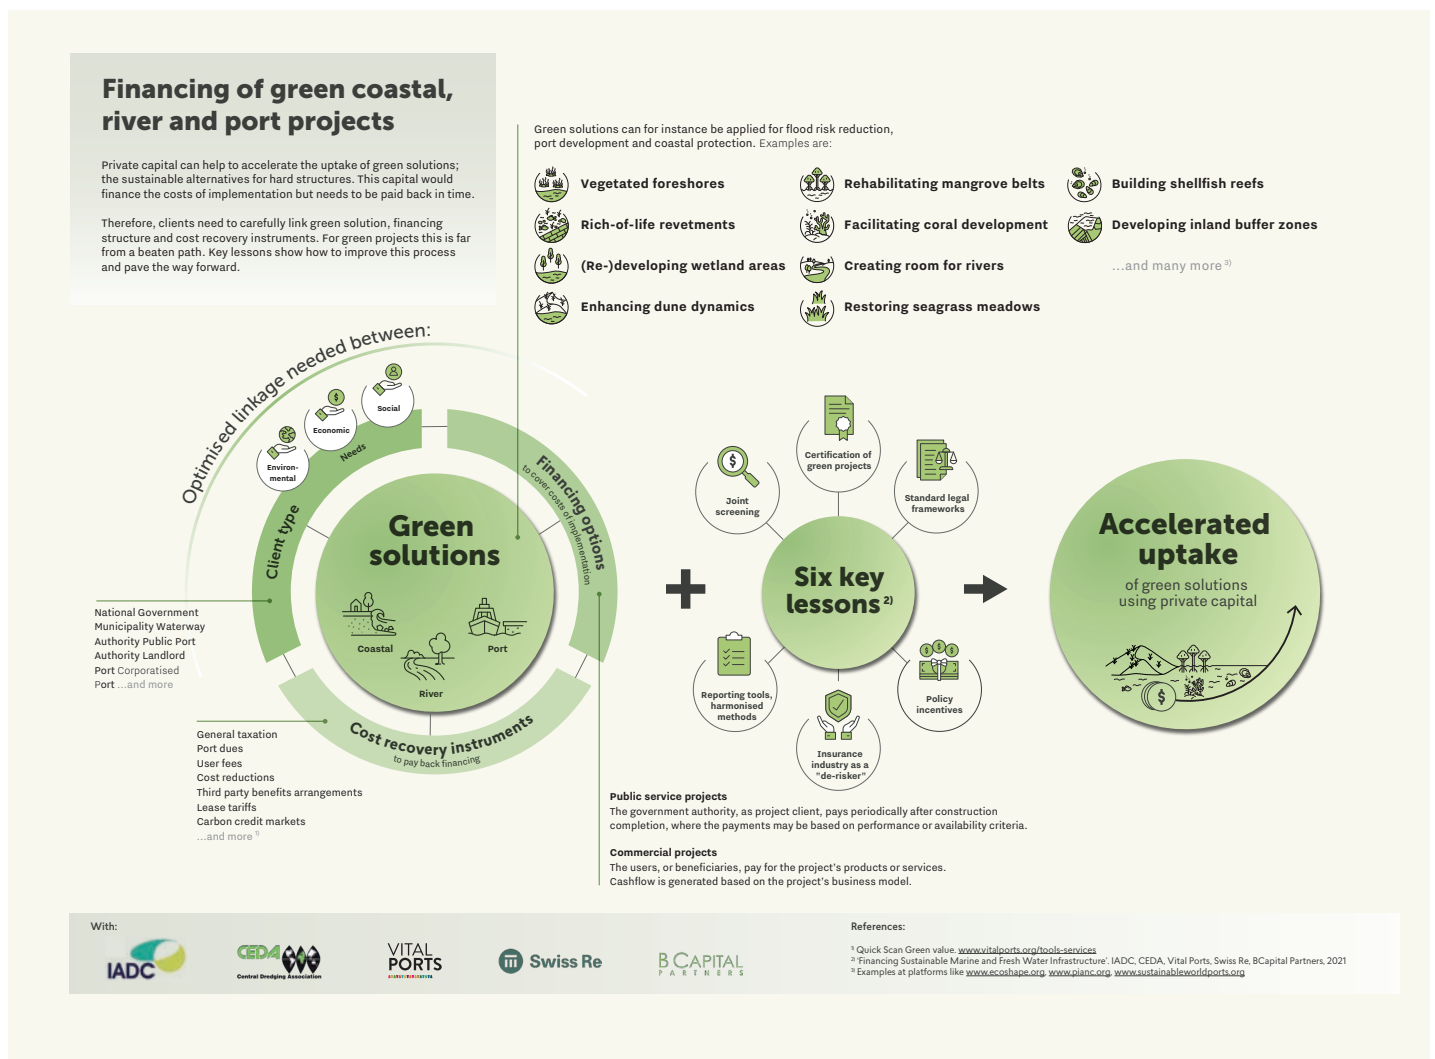 Financing of green coastal,
river and port projects
Private capital can help to accelerate the uptake of green solutions;
the sustainable alternatives for hard structures. This capital would
finance the costs of implementation but needs to be paid back in time.
Therefore, clients need to carefully link green solution, financing
structure and cost recovery instruments. For green projects this is far
from a beaten path. Key lessons show how to improve this process
and pave the way forward.
Green solutions can for instance be applied for flood risk reduction,
port development and coastal protection. Examples are:
Vegetated foreshores
Rich-of-life revetments
(Re-)developing wetland areas
Enhancing dune dynamics
Rehabilitating mangrove belts
Facilitating coral development
Creating room for rivers
Restoring seagrass meadows
Building shellfish reefs
Developing inland buffer zones
...and many more 3)
Optimised linkage needed between:
Social
Economic
Environ-
mental
Needs
Client type
Financing options
to cover costs of implementation
Cost recovery instruments
to pay back financing
Green
solutions
Coastal
Port
River
National Government
Municipality Waterway
Authority Public Port
Authority Landlord
Port Corporatised
Port ...and more
General taxation
Port dues
User fees
Cost reductions
Third party benefits arrangements
Lease tariffs
Carbon credit markets
...and more 1)
Six key
lessons 2)
Certification of
green projects
Joint
screening
Standard legal
frameworks
Reporting tools,
harmonised
methods
Policy
incentives
Insurance
industry as a
"de-risker"
Accelerated
uptake
of green solutions
using private capital
Public service projects
The government authority, as project client, pays periodically after construction
completion, where the payments may be based on performance or availability criteria.
Commercial projects
The users, or beneficiaries, pay for the project's products or services.
Cashflow is generated based on the project's business model.
With:
IADC
CEDA
Central Dredging Association
VITAL
PORTS
Swiss Re
B CAPITAL
PARTNERS
References:
1) Quick Scan Green value. www.vitalports.org/tools-services
2) 'Financing Sustainable Marine and Fresh Water Infrastructure'. IADC, CEDA, Vital Ports, Swiss Re, BCapital Partners, 2021
3) Examples at platforms like www.ecoshape.org, www.pianc.org, www.sustainableworldports.org